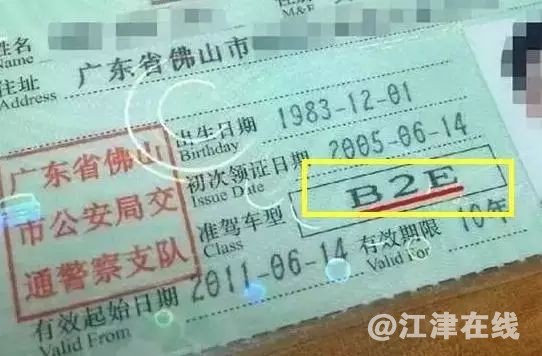 姓名
Name
M&F
住址
广东省佛山市
Address
出生日期 1983-12-01
Birthday
初次领证日期 2005-06-14
Issue Date
准驾车型 B2E
Class
广东省佛山
市公安局交
通警察支队
有效起始日期 2011-06-14 有效期限 10年
Valid From Valid For
@江津在线